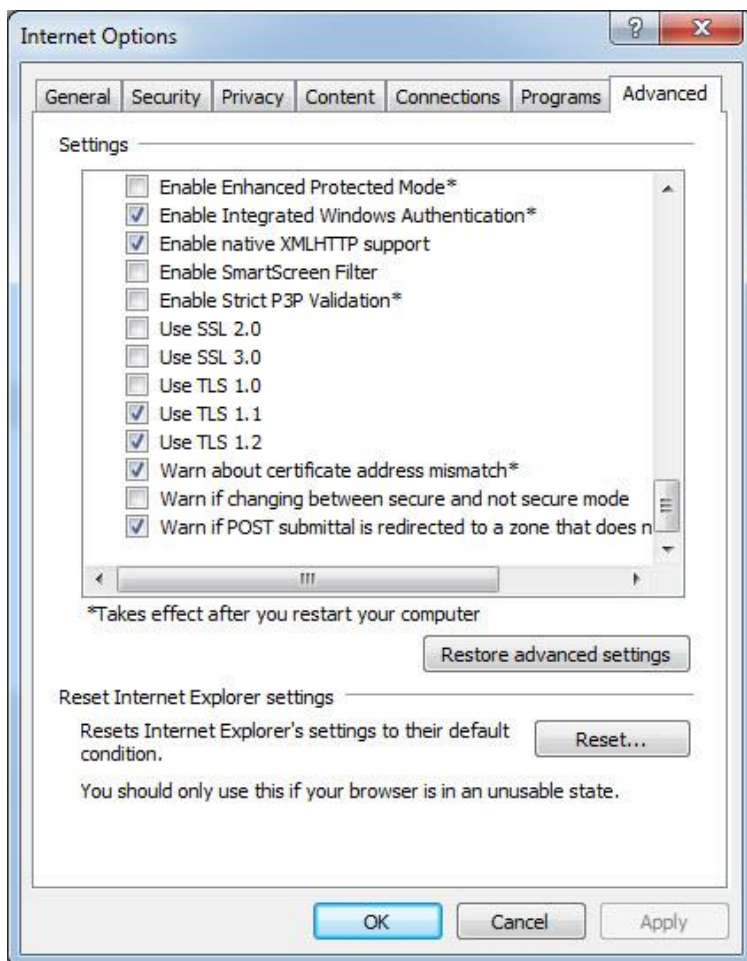 Internet Options
General Security Privacy Content Connections Programs Advanced
Settings
Enable Enhanced Protected Mode*
Enable Integrated Windows Authentication*
Enable native XMLHTTP support
Enable SmartScreen Filter
Enable Strict P3P Validation*
Use SSL 2.0
Use SSL 3.0
Use TLS 1.0
Use TLS 1.1
Use TLS 1.2
Warn about certificate address mismatch*
Warn if changing between secure and not secure mode
Warn if POST submittal is redirected to a zone that does n
*Takes effect after you restart your computer
Restore advanced settings
Reset Internet Explorer settings
Resets Internet Explorer's settings to their default
condition.
Reset...
You should only use this if your browser is in an unusable state.
OK Cancel Apply